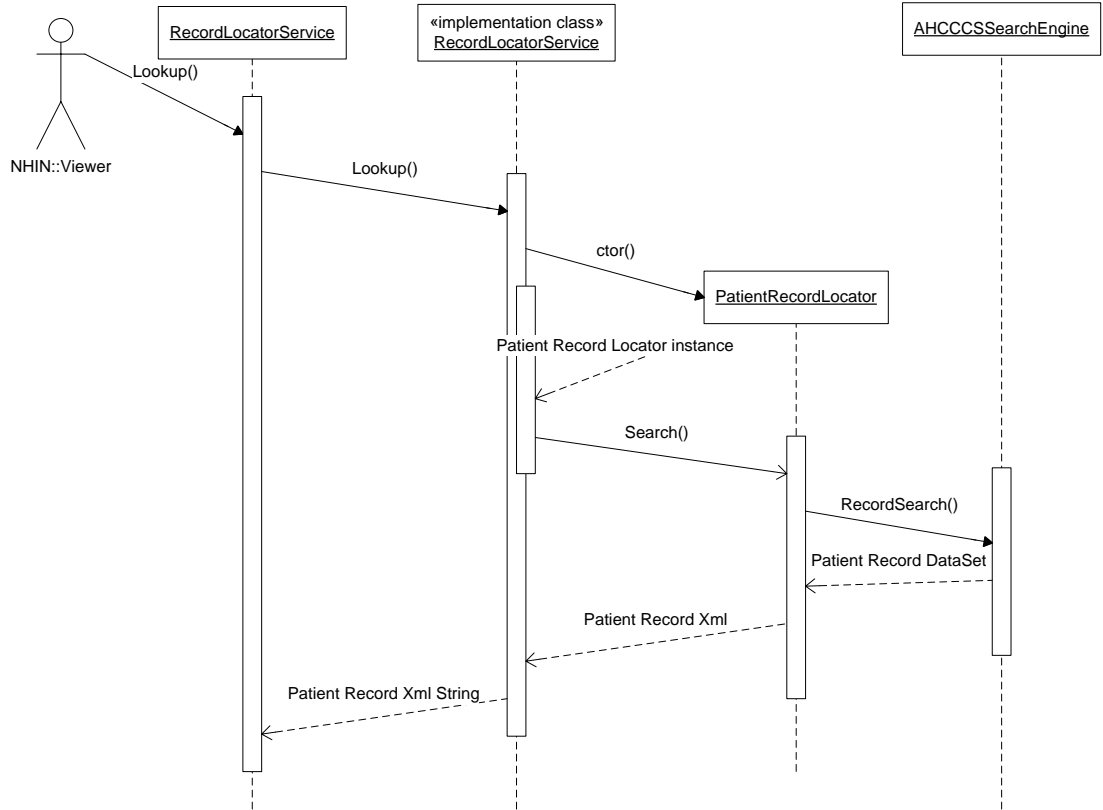 RecordLocatorService
«implementation class»
RecordLocatorService
AHCCCSSearchEngine
Lookup()
NHIN::Viewer
Lookup()
ctor()
PatientRecordLocator
Patient Record Locator instance
Search()
RecordSearch()
Patient Record DataSet
Patient Record Xml
Patient Record Xml String